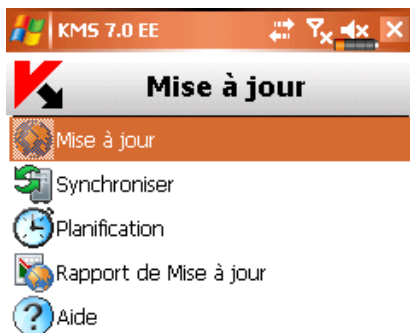 KMS 7.0 EE
Mise à jour
Mise à jour
Synchroniser
Planification
Rapport de Mise à jour
Aide